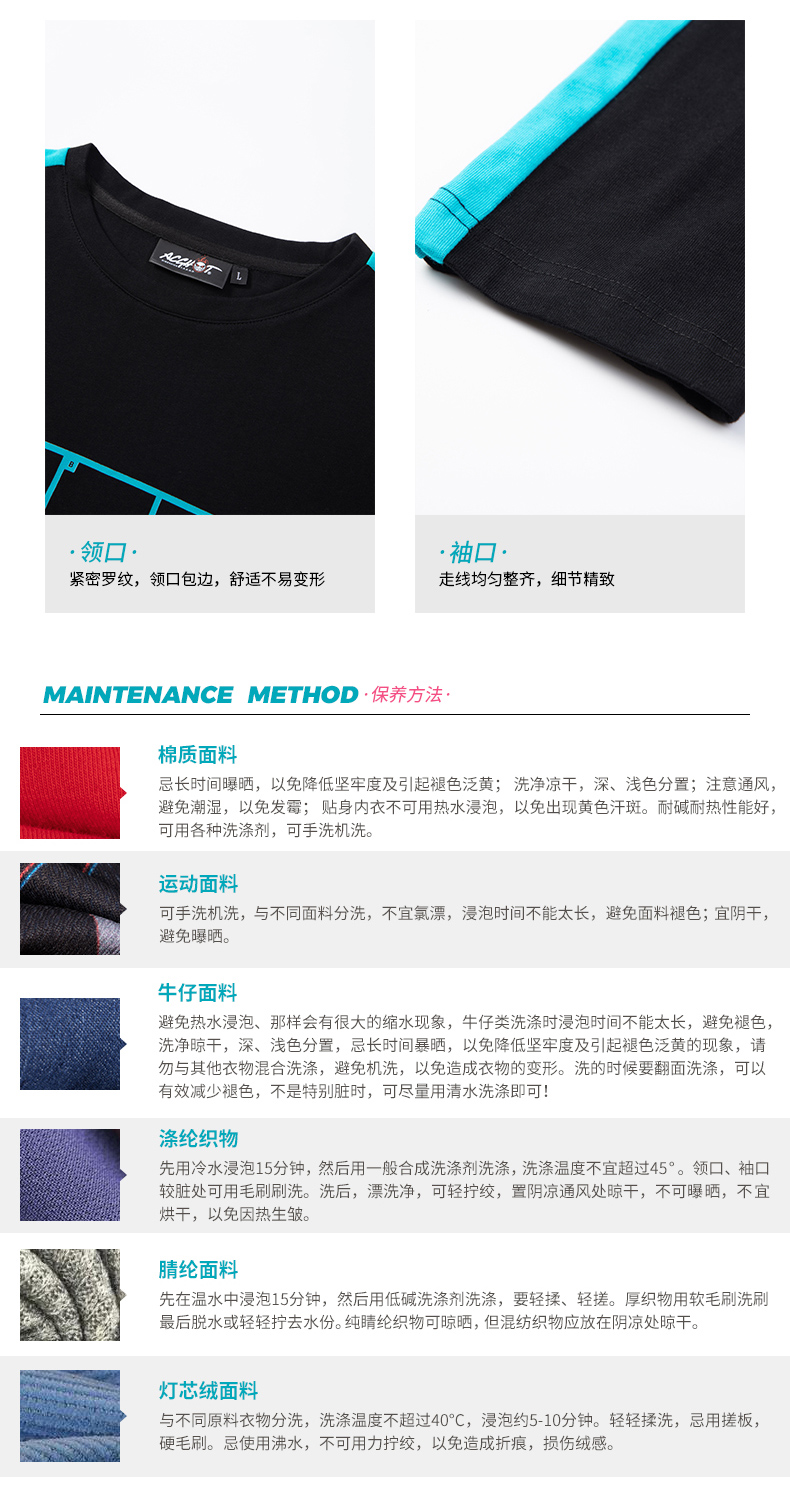 ACGHOT
L
B
·领口·
紧密罗纹，领口包边，舒适不易变形
·袖口·
走线均匀整齐，细节精致
MAINTENANCE METHOD ·保养方法·
棉质面料
忌长时间曝晒，以免降低坚牢度及引起褪色泛黄； 洗净凉干，深、浅色分置；注意通风，
避免潮湿，以免发霉； 贴身内衣不可用热水浸泡，以免出现黄色汗斑。耐碱耐热性能好，
可用各种洗涤剂，可手洗机洗。
运动面料
可手洗机洗，与不同面料分洗，不宜氯漂，浸泡时间不能太长，避免面料褪色；宜阴干，
避免曝晒。
牛仔面料
避免热水浸泡、那样会有很大的缩水现象，牛仔类洗涤时浸泡时间不能太长，避免褪色，
洗净晾干，深、浅色分置，忌长时间暴晒，以免降低坚牢度及引起褪色泛黄的现象，请
勿与其他衣物混合洗涤，避免机洗，以免造成衣物的变形。洗的时候要翻面洗涤，可以
有效减少褪色，不是特别脏时，可尽量用清水洗涤即可！
涤纶织物
先用冷水浸泡15分钟，然后用一般合成洗涤剂洗涤，洗涤温度不宜超过45°。领口、袖口
较脏处可用毛刷刷洗。洗后，漂洗净，可轻拧绞，置阴凉通风处晾干，不可曝晒，不宜
烘干，以免因热生皱。
腈纶面料
先在温水中浸泡15分钟，然后用低碱洗涤剂洗涤，要轻揉、轻搓。厚织物用软毛刷洗刷
最后脱水或轻轻拧去水份。纯腈纶织物可晾晒，但混纺织物应放在阴凉处晾干。
灯芯绒面料
与不同原料衣物分洗，洗涤温度不超过40℃，浸泡约5-10分钟。轻轻揉洗，忌用搓板，
硬毛刷。忌使用沸水，不可用力拧绞，以免造成折痕，损伤绒感。